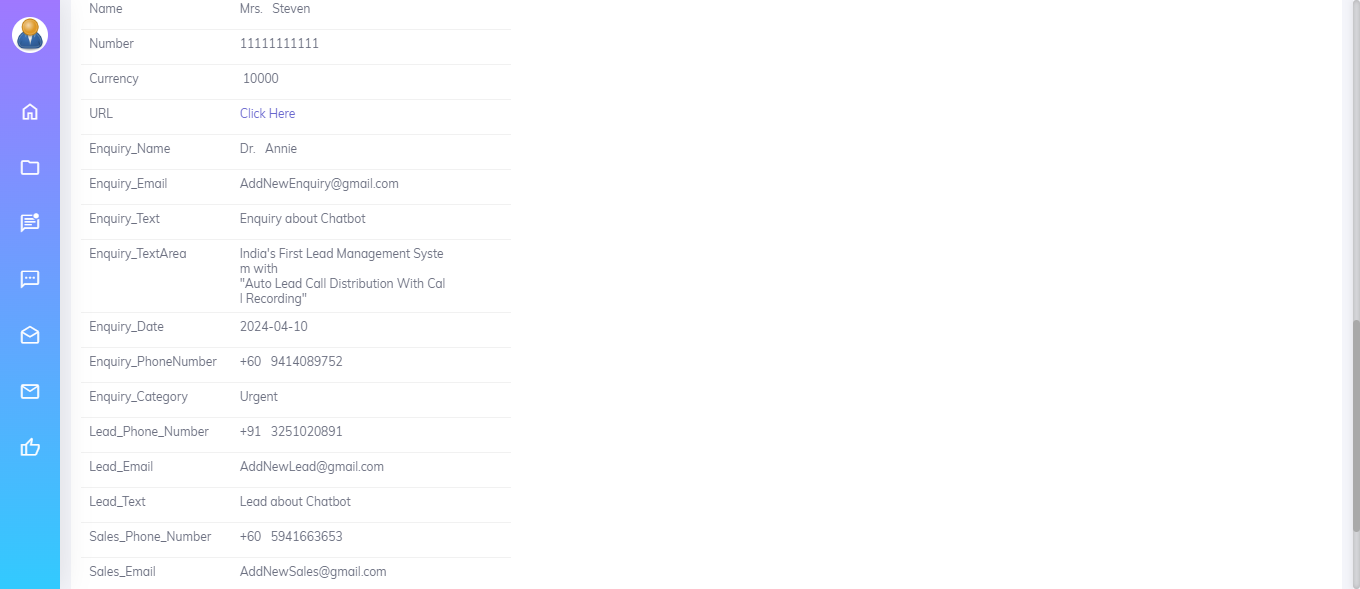 Name Mrs. Steven
Number 11111111111
Currency 10000
URL Click Here
Enquiry_Name Dr. Annie
Enquiry_Email AddNewEnquiry@gmail.com
Enquiry_Text Enquiry about Chatbot
Enquiry_TextArea India's First Lead Management Syste
m with
"Auto Lead Call Distribution With Cal
l Recording"
Enquiry_Date 2024-04-10
Enquiry_PhoneNumber +60 9414089752
Enquiry_Category Urgent
Lead_Phone_Number +91 3251020891
Lead_Email AddNewLead@gmail.com
Lead_Text Lead about Chatbot
Sales_Phone_Number +60 5941663653
Sales_Email AddNewSales@gmail.com